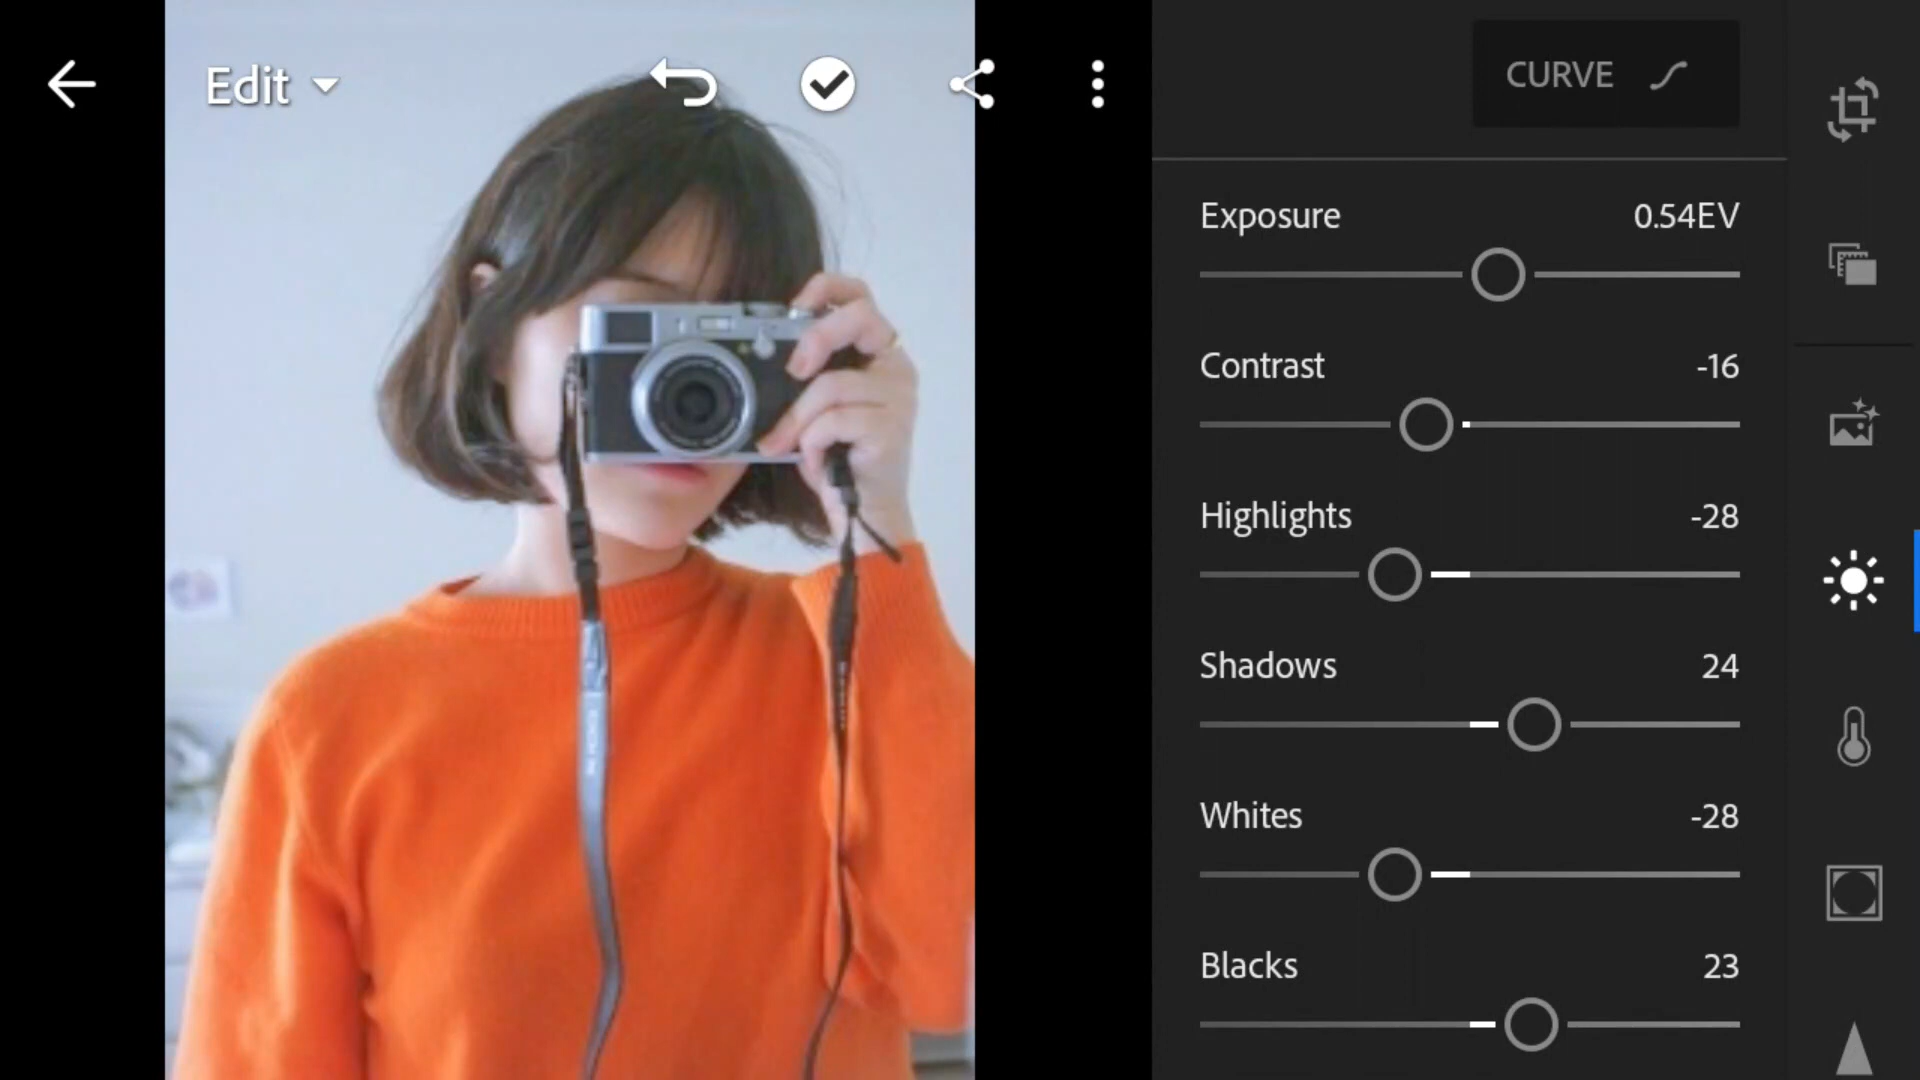 Edit
CURVE
Exposure 0.54EV
Contrast -16
Highlights -28
Shadows 24
Whites -28
Blacks 23